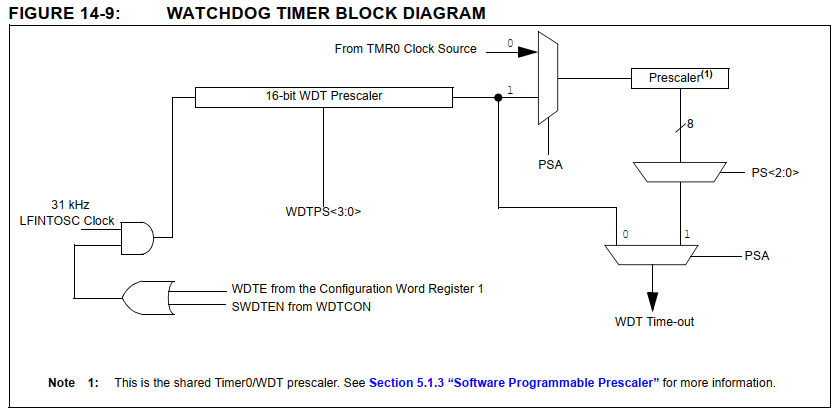 FIGURE 14-9: WATCHDOG TIMER BLOCK DIAGRAM
From TMR0 Clock Source
0
1
Prescaler(1)
16-bit WDT Prescaler
8
PSA
PS<2:0>
31 kHz
LFINTOSC Clock
WDTPS<3:0>
0
1
PSA
WDTE from the Configuration Word Register 1
SWDTEN from WDTCON
WDT Time-out
Note 1: This is the shared Timer0/WDT prescaler. See Section 5.1.3 “Software Programmable Prescaler” for more information.